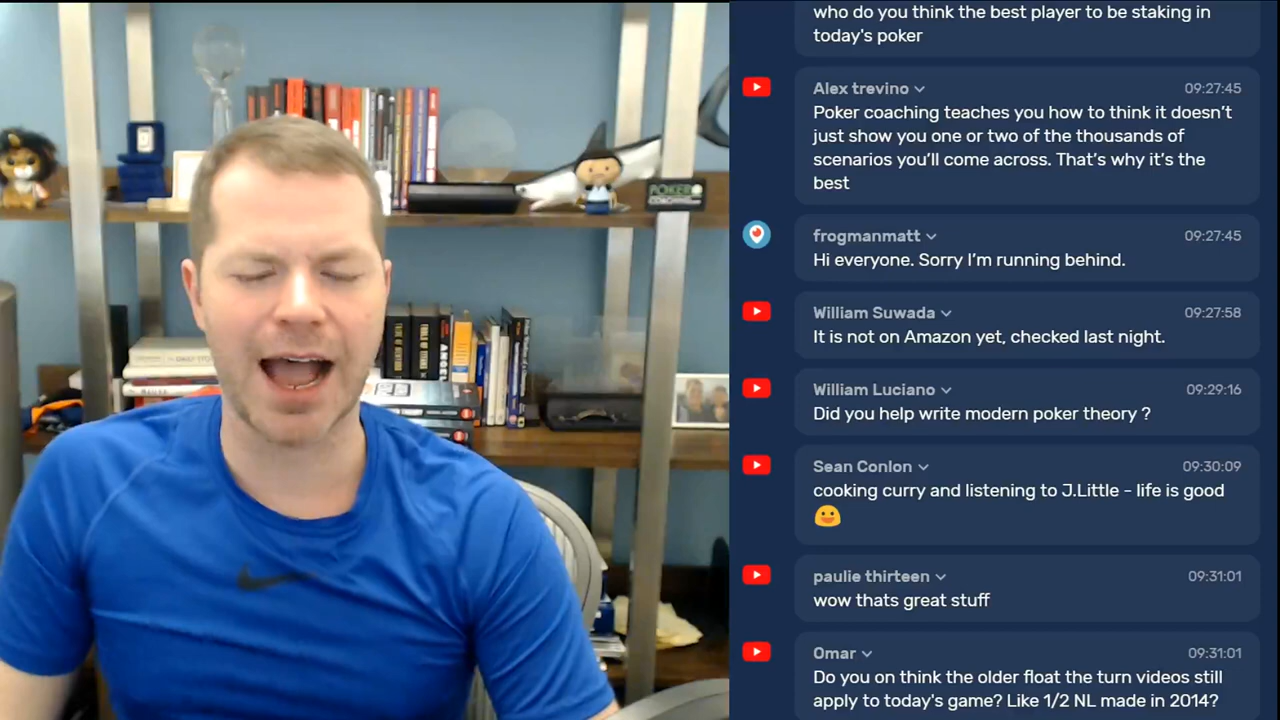 who do you think the best player to be staking in
today's poker
Alex trevino 09:27:45
Poker coaching teaches you how to think it doesn’t
just show you one or two of the thousands of
scenarios you’ll come across. That’s why it’s the
best
frogmanmatt 09:27:45
Hi everyone. Sorry I’m running behind.
William Suwada 09:27:58
It is not on Amazon yet, checked last night.
William Luciano 09:29:16
Did you help write modern poker theory ?
Sean Conlon 09:30:09
cooking curry and listening to J.Little - life is good
paulie thirteen 09:31:01
wow thats great stuff
Omar 09:31:01
Do you on think the older float the turn videos still
apply to today's game? Like 1/2 NL made in 2014?
POKER
COACHING